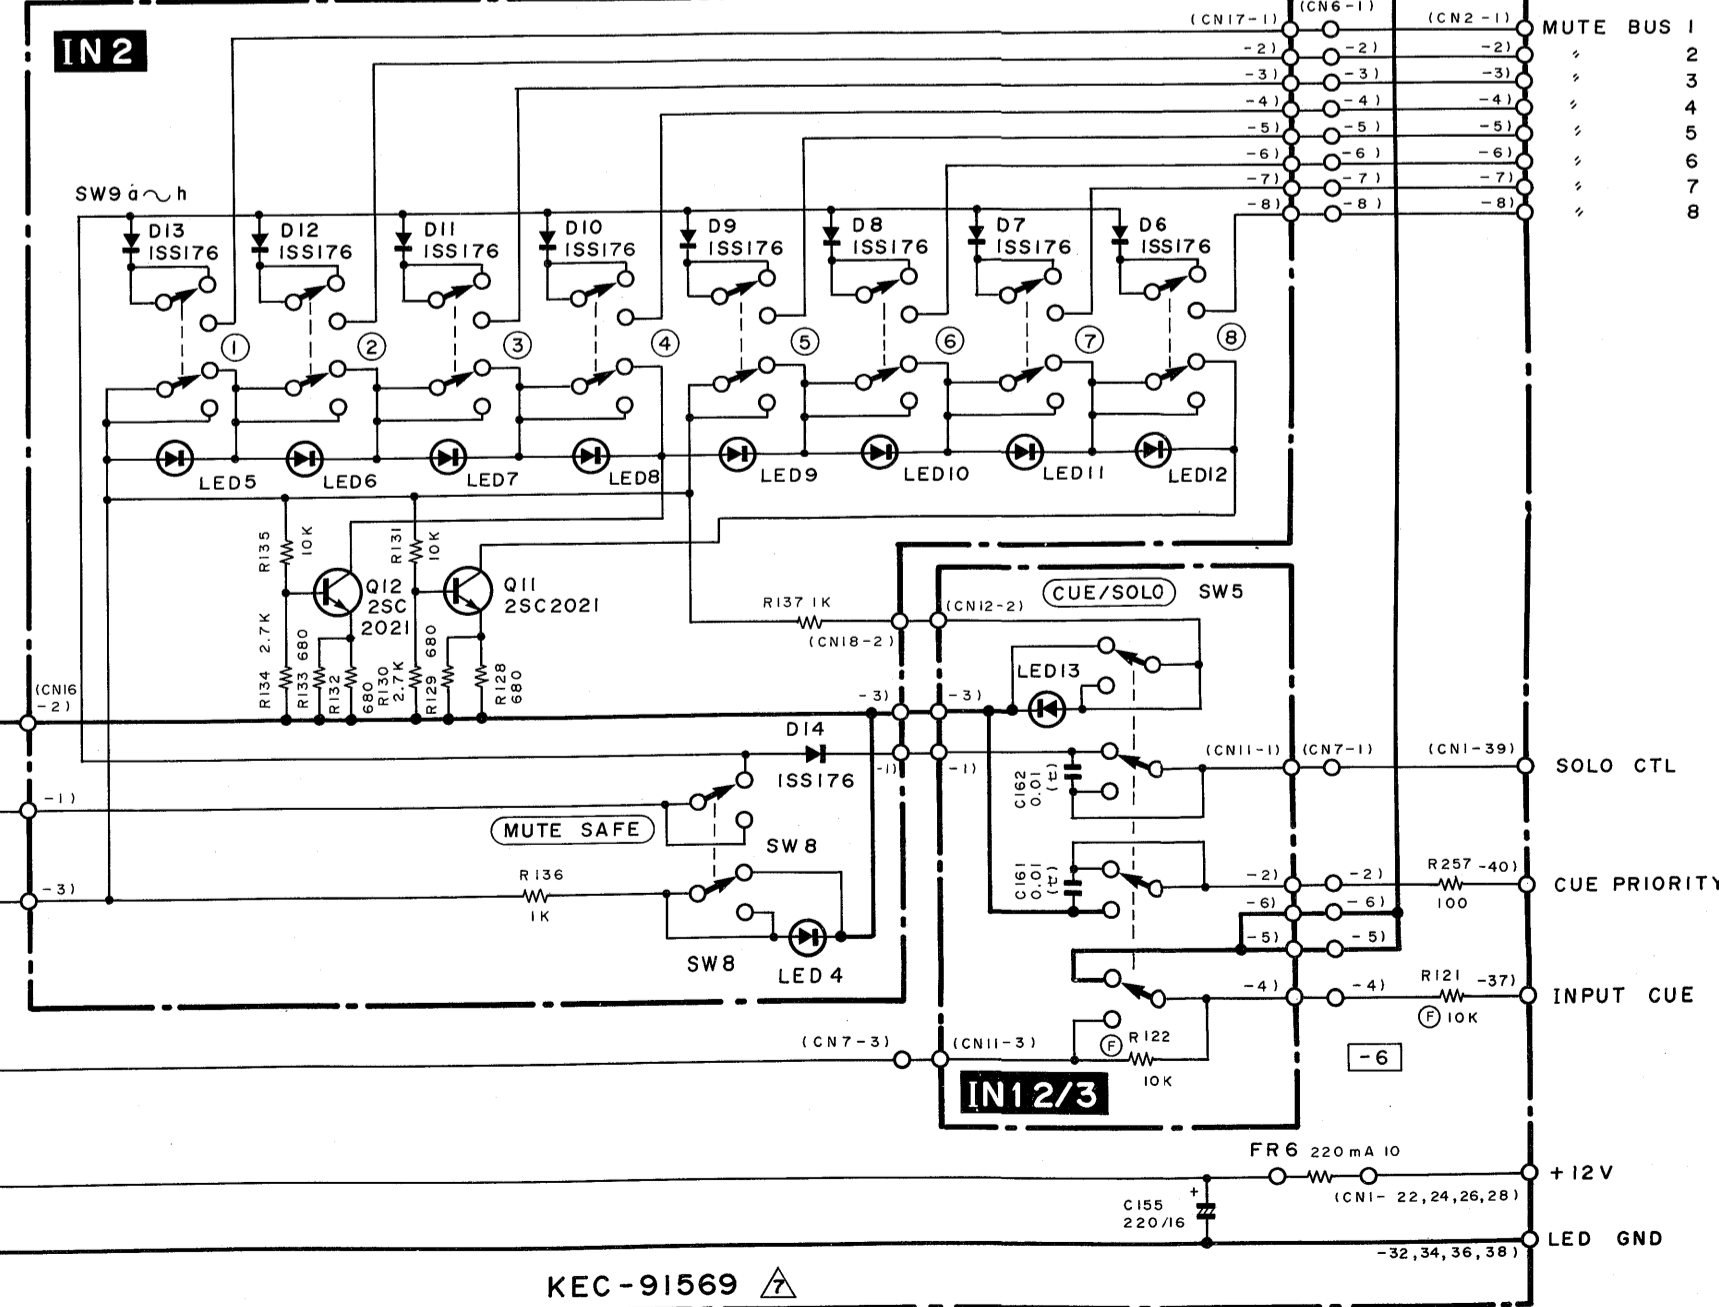 IN2
(CN17-1)
(CN6-1)
(CN2-1)
MUTE BUS 1
-2)
-2)
-2)
〃 2
-3)
-3)
-3)
〃 3
-4)
-4)
-4)
〃 4
-5)
-5)
-5)
〃 5
-6)
-6)
-6)
〃 6
-7)
-7)
-7)
〃 7
-8)
-8)
-8)
〃 8
SW9 a～h
D13
ISS176
D12
ISS176
D11
ISS176
D10
ISS176
D9
ISS176
D8
ISS176
D7
ISS176
D6
ISS176
① ② ③ ④ ⑤ ⑥ ⑦ ⑧
LED5
LED6
LED7
LED8
LED9
LED10
LED11
LED12
R135
10K
R131
10K
Q12
2SC
2021
Q11
2SC2021
R134 2.7K
R133 680
R132
680
R130
2.7K
R129 680
R128
680
R137 1K
(CN18-2)
(CN12-2)
CUE/SOLO SW5
LED13
(CN16
-2)
-3)
-3)
D14
ISS176
-1)
-1)
C162
0.01
(セ)
(CN11-1)
(CN7-1)
(CN1-39)
SOLO CTL
-1)
MUTE SAFE
SW8
-3)
R136
1K
SW8
LED4
C161
0.01
(セ)
-2)
-2)
R257
100
-40)
CUE PRIORITY
-6)
-6)
-5)
-5)
-4)
-4)
R121
Ⓕ 10K
-37)
INPUT CUE
(CN7-3)
(CN11-3)
Ⓕ R122
10K
-6
IN12/3
FR6 220mA 10
+12V
(CN1- 22,24,26,28)
+
C155
220/16
LED GND
-32,34,36,38)
KEC-91569 7